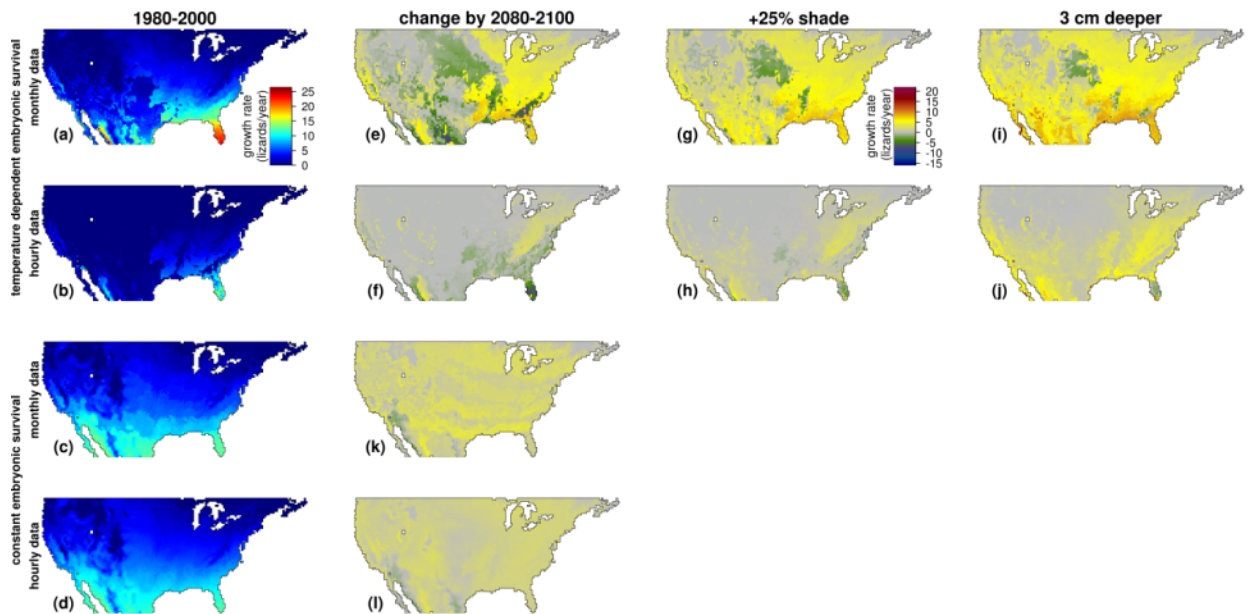 1980-2000
change by 2080-2100
+25% shade
3 cm deeper
temperature dependent embryonic survival
monthly data
(a)
growth rate
(lizards/year)
25
20
15
10
5
0
(e)
(g)
growth rate
(lizards/year)
20
15
10
5
0
-5
-10
-15
(i)
hourly data
(b)
(f)
(h)
(j)
constant embryonic survival
monthly data
(c)
(k)
hourly data
(d)
(l)